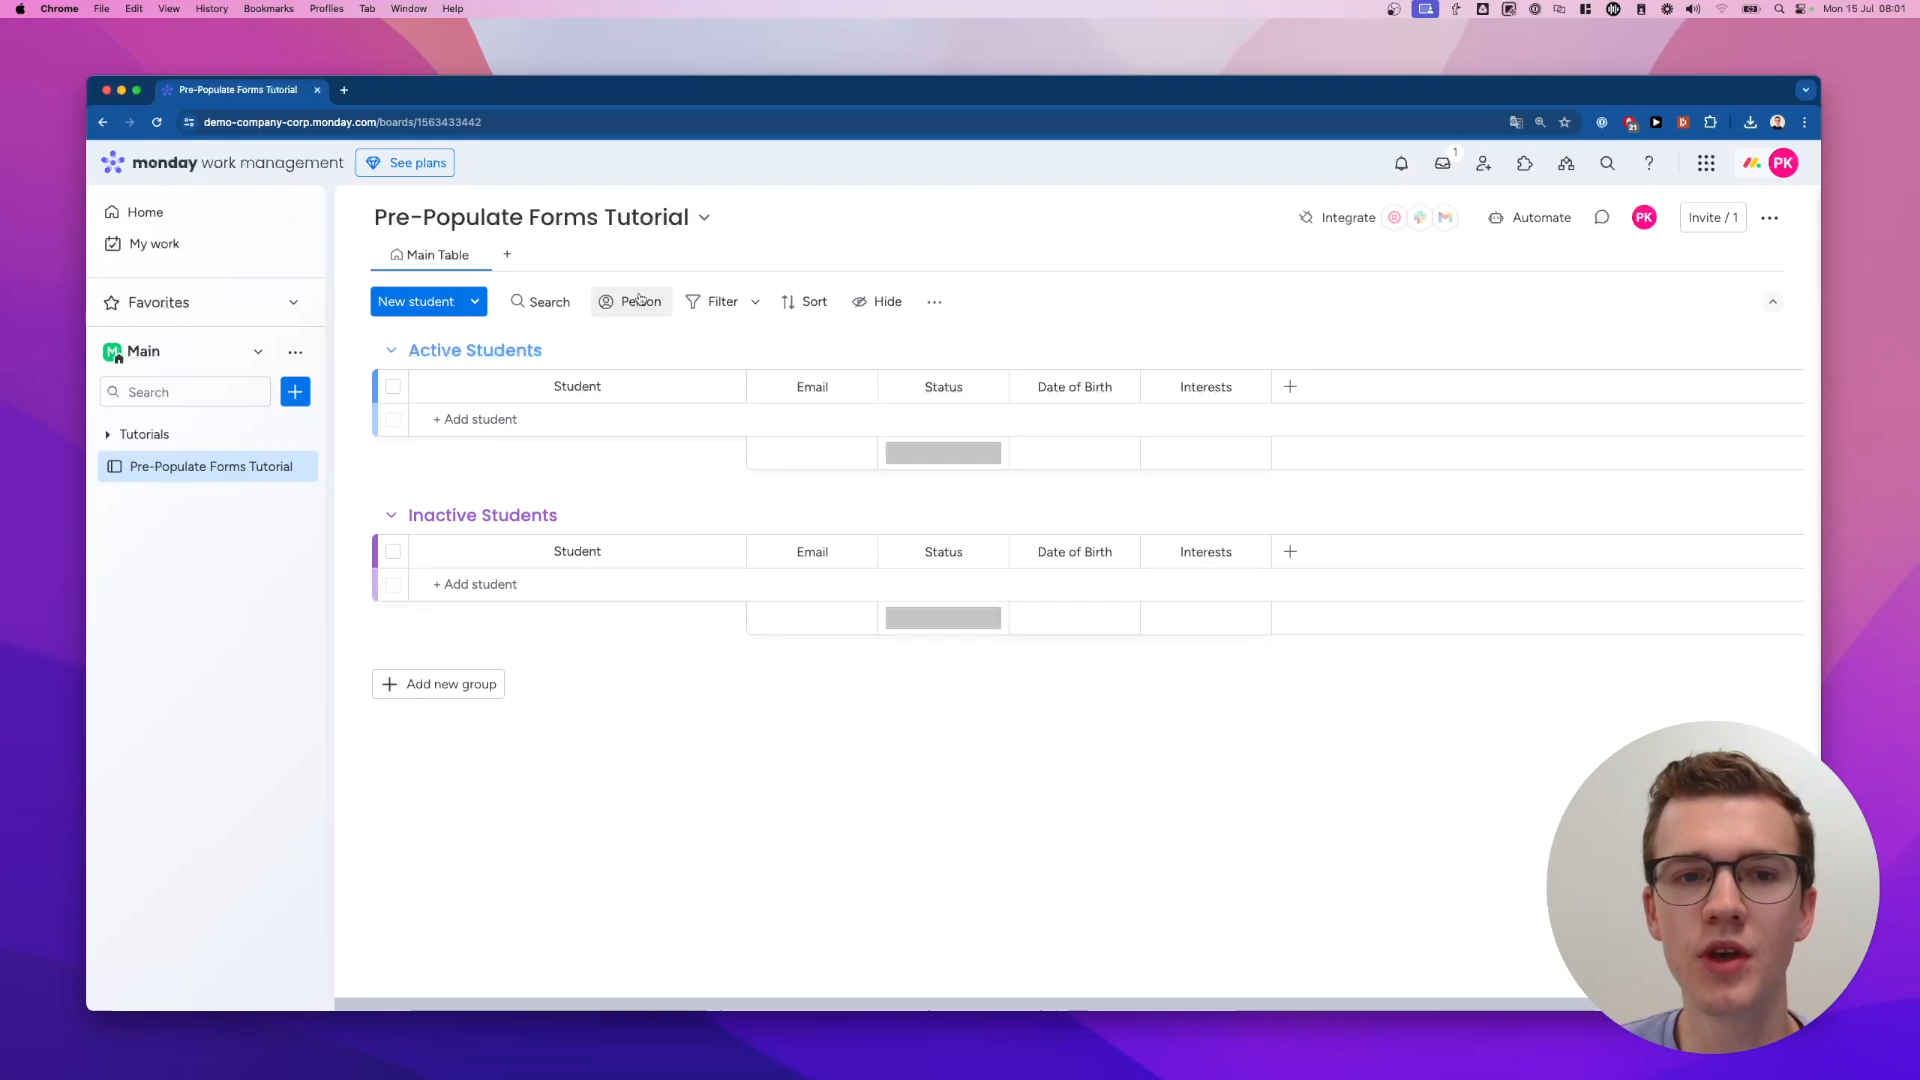 Chrome File Edit View History Bookmarks Profiles Tab Window Help Mon 15 Jul 08:01
Pre-Populate Forms Tutorial
demo-company-corp.monday.com/boards/1563433442 21
monday work management See plans 1 PK
Home
My work
Favorites
M Main
Search
Tutorials
Pre-Populate Forms Tutorial
Pre-Populate Forms Tutorial Integrate Automate PK Invite / 1
Main Table
New student Search Person Filter Sort Hide
Active Students
Student Email Status Date of Birth Interests
+ Add student
Inactive Students
Student Email Status Date of Birth Interests
+ Add student
Add new group